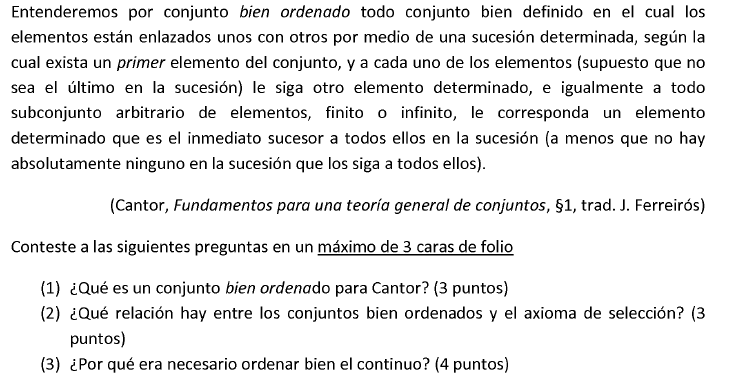 Entenderemos por conjunto bien ordenado todo conjunto bien definido en el cual los
elementos están enlazados unos con otros por medio de una sucesión determinada, según la
cual exista un primer elemento del conjunto, y a cada uno de los elementos (supuesto que no
sea el último en la sucesión) le siga otro elemento determinado, e igualmente a todo
subconjunto arbitrario de elementos, finito o infinito, le corresponda un elemento
determinado que es el inmediato sucesor a todos ellos en la sucesión (a menos que no hay
absolutamente ninguno en la sucesión que los siga a todos ellos).
(Cantor, Fundamentos para una teoría general de conjuntos, §1, trad. J. Ferreirós)
Conteste a las siguientes preguntas en un máximo de 3 caras de folio
(1) ¿Qué es un conjunto bien ordenado para Cantor? (3 puntos)
(2) ¿Qué relación hay entre los conjuntos bien ordenados y el axioma de selección? (3
puntos)
(3) ¿Por qué era necesario ordenar bien el continuo? (4 puntos)